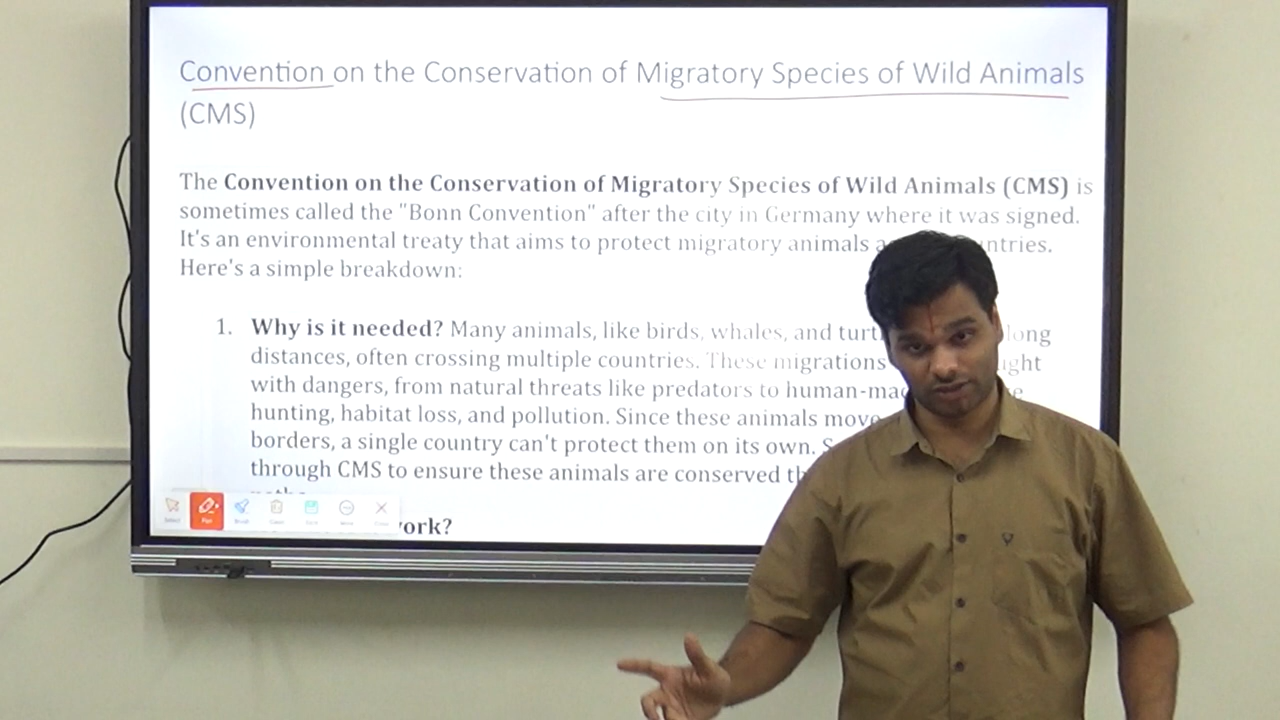 Convention on the Conservation of Migratory Species of Wild Animals
(CMS)
The Convention on the Conservation of Migratory Species of Wild Animals (CMS) is
sometimes called the "Bonn Convention" after the city in Germany where it was signed.
It's an environmental treaty that aims to protect migratory animals
Here's a simple breakdown:
1. Why is it needed? Many animals, like birds, whales, and long
distances, often crossing multiple countries. These migrations
with dangers, from natural threats like predators to
hunting, habitat loss, and pollution. Since these animals move
borders, a single country can't protect them on its own.
through CMS to ensure these animals are conserved
Select Pen